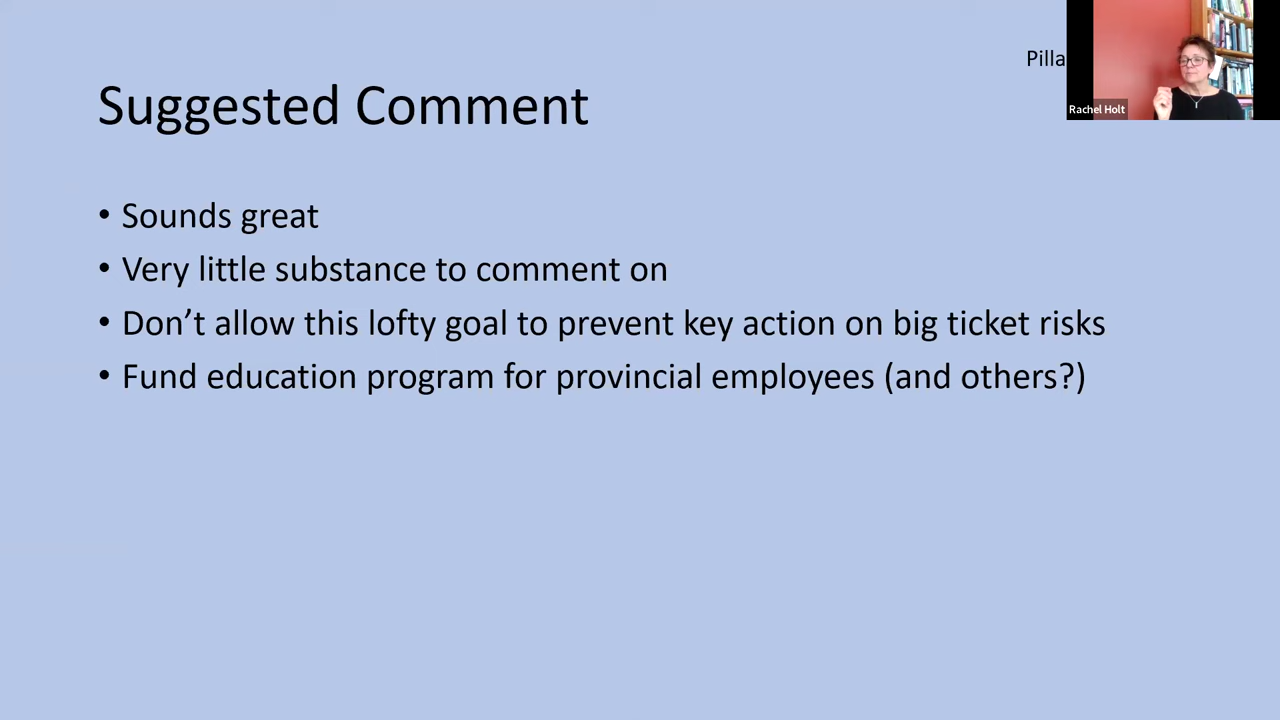 Pilla
Rachel Holt
Suggested Comment
• Sounds great
• Very little substance to comment on
• Don’t allow this lofty goal to prevent key action on big ticket risks
• Fund education program for provincial employees (and others?)